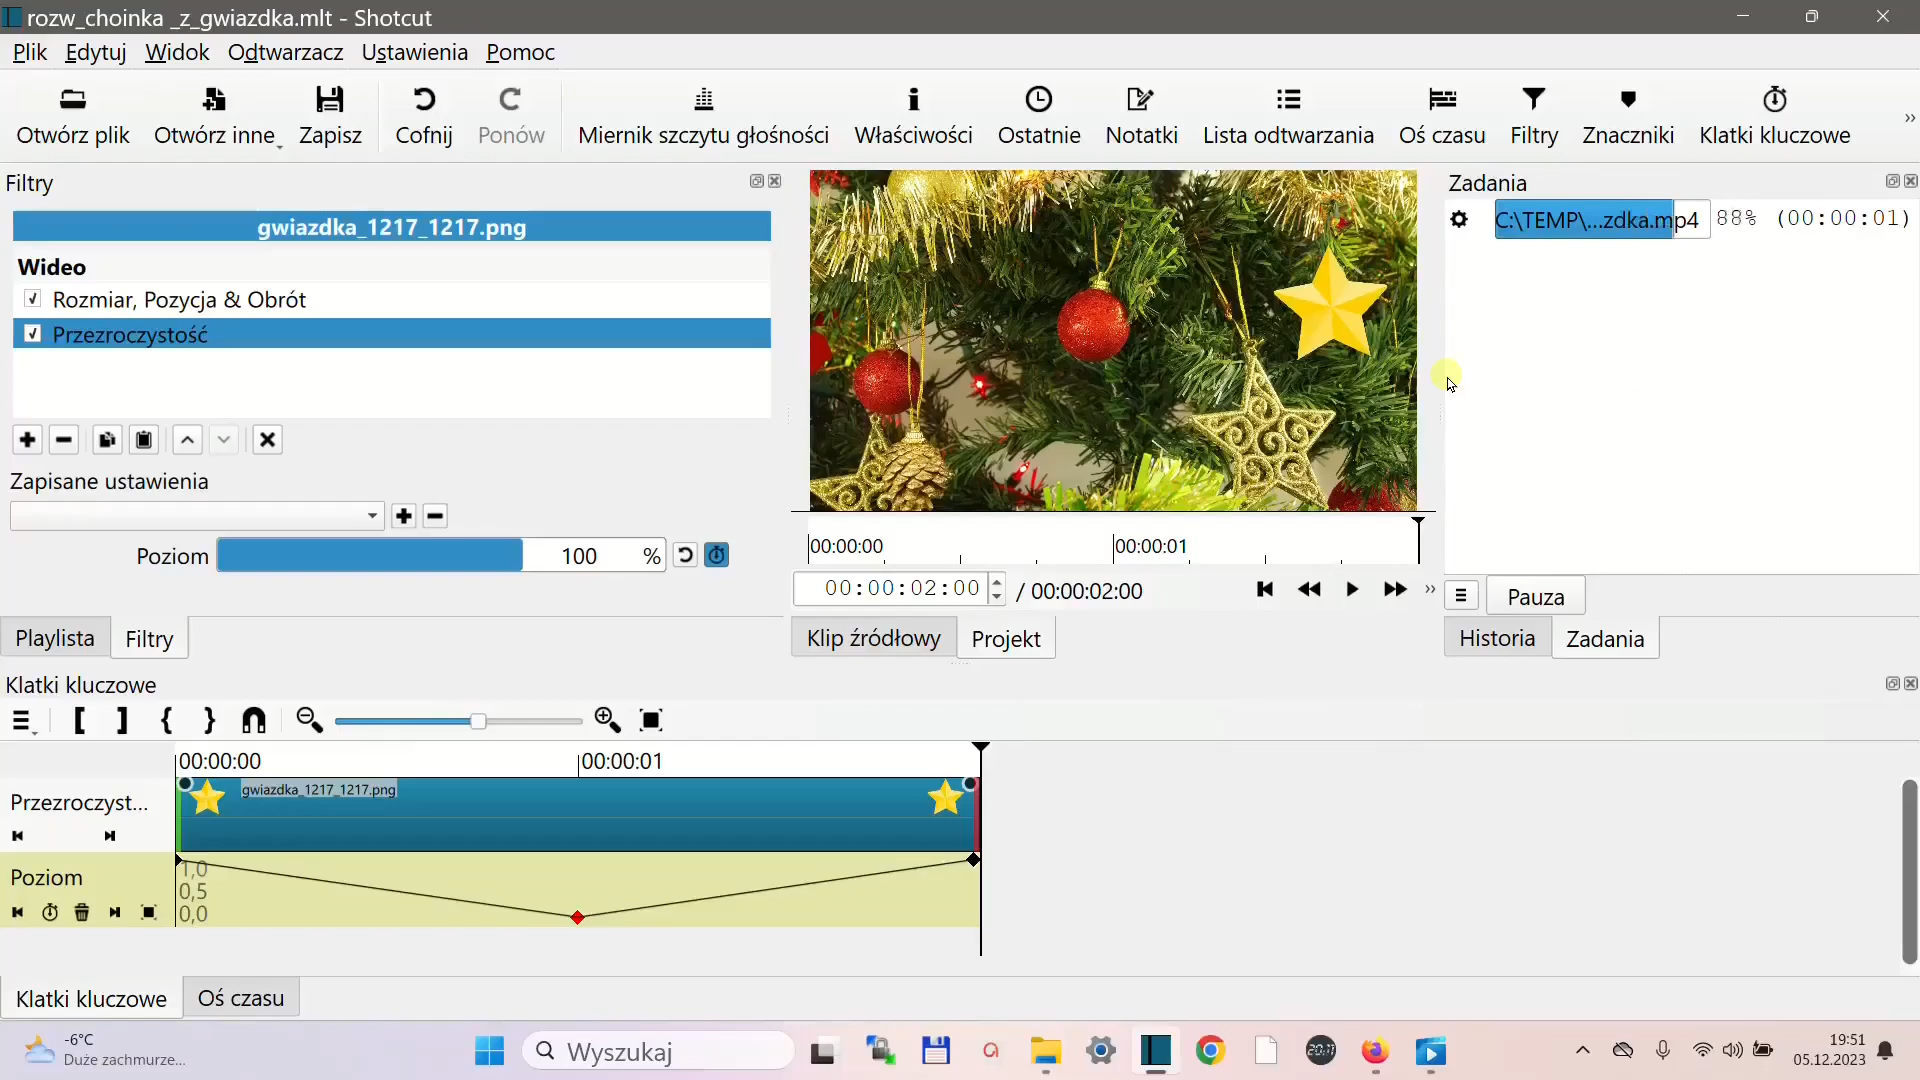 rozw_choinka _z_gwiazdka.mlt - Shotcut
Plik Edytuj Widok Odtwarzacz Ustawienia Pomoc
Otwórz plik Otwórz inne Zapisz Cofnij Ponów Miernik szczytu głośności Właściwości Ostatnie Notatki Lista odtwarzania Oś czasu Filtry Znaczniki Klatki kluczowe
Filtry
gwiazdka_1217_1217.png
Wideo
Rozmiar, Pozycja & Obrót
Przezroczystość
Zapisane ustawienia
Poziom 100 %
Playlista Filtry
00:00:00 00:00:01
00:00:02:00 / 00:00:02:00
Klip źródłowy Projekt
Zadania
C:\TEMP\...zdka.mp4 88% (00:00:01)
Pauza
Historia Zadania
Klatki kluczowe
00:00:00 00:00:01
Przezroczyst...
gwiazdka_1217_1217.png
Poziom
1,0
0,5
0,0
Klatki kluczowe Oś czasu
-6°C
Duże zachmurze...
Wyszukaj
20:11
19:51
05.12.2023